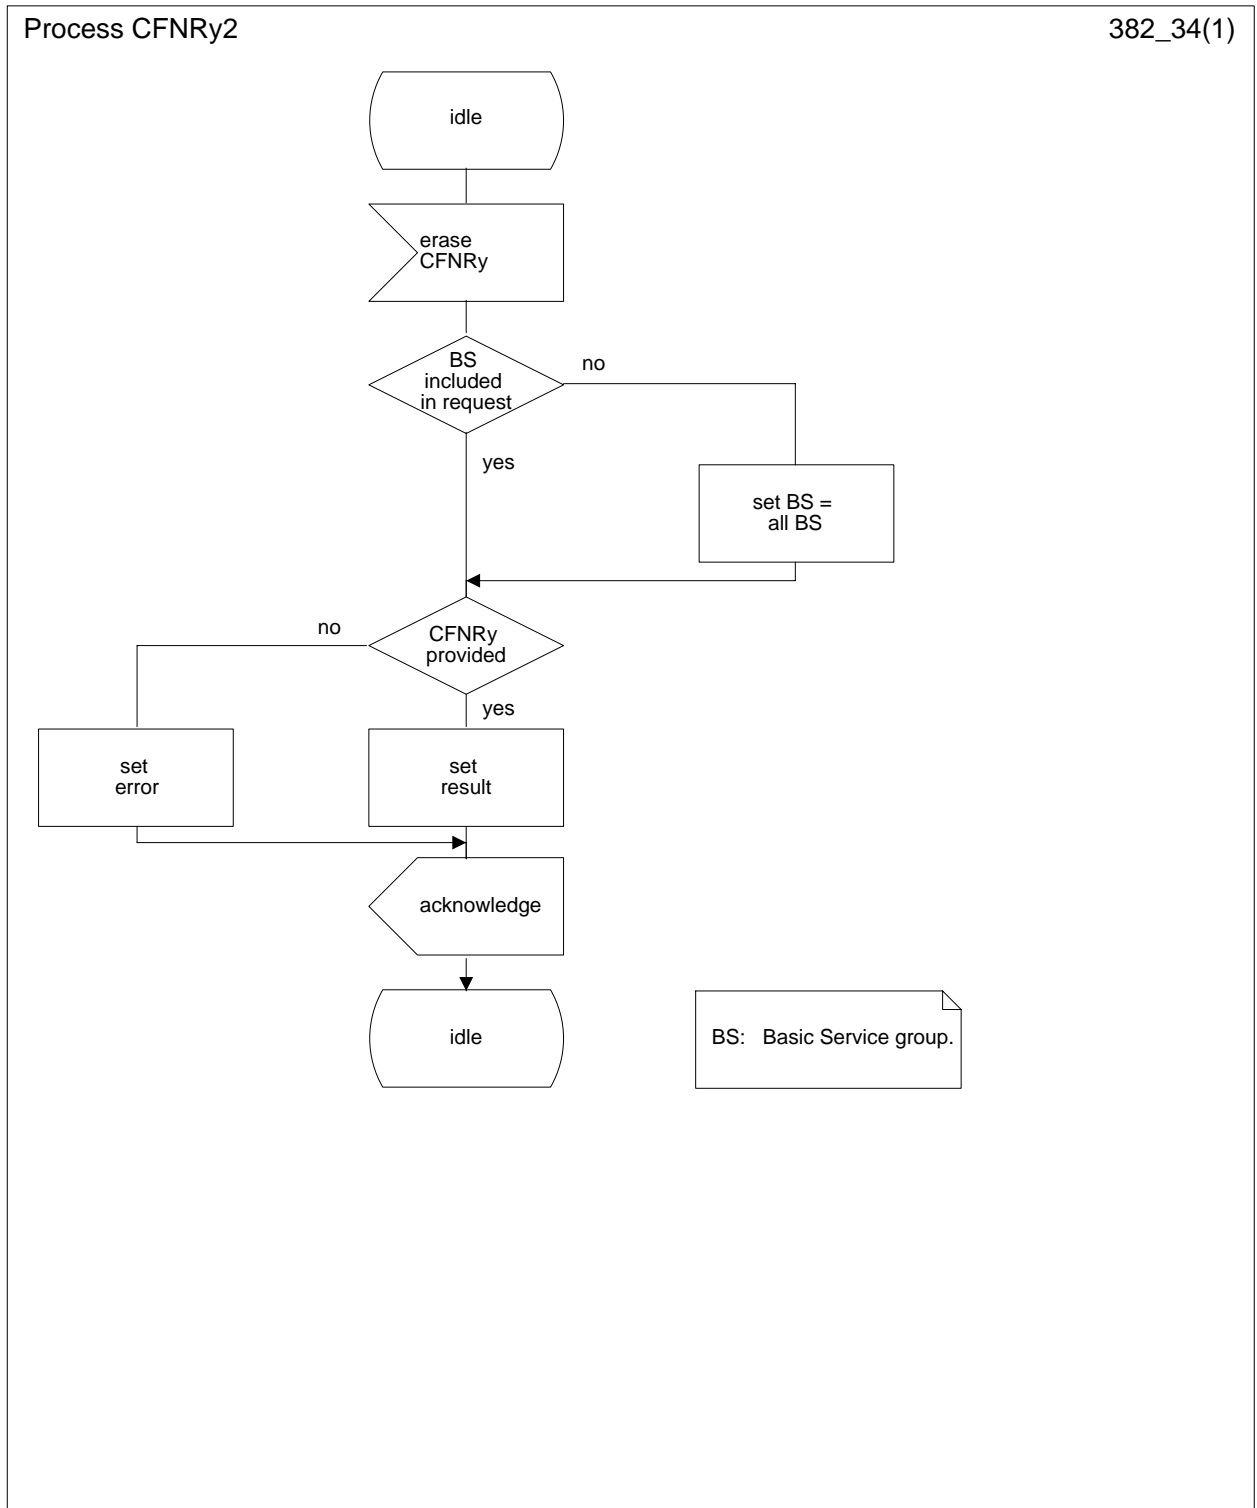 Process CFNRy2
382_34(1)
idle
erase
CFNRy
BS
included
in request
no
yes
set BS =
all BS
no
CFNRy
provided
yes
set
error
set
result
acknowledge
idle
BS: Basic Service group.